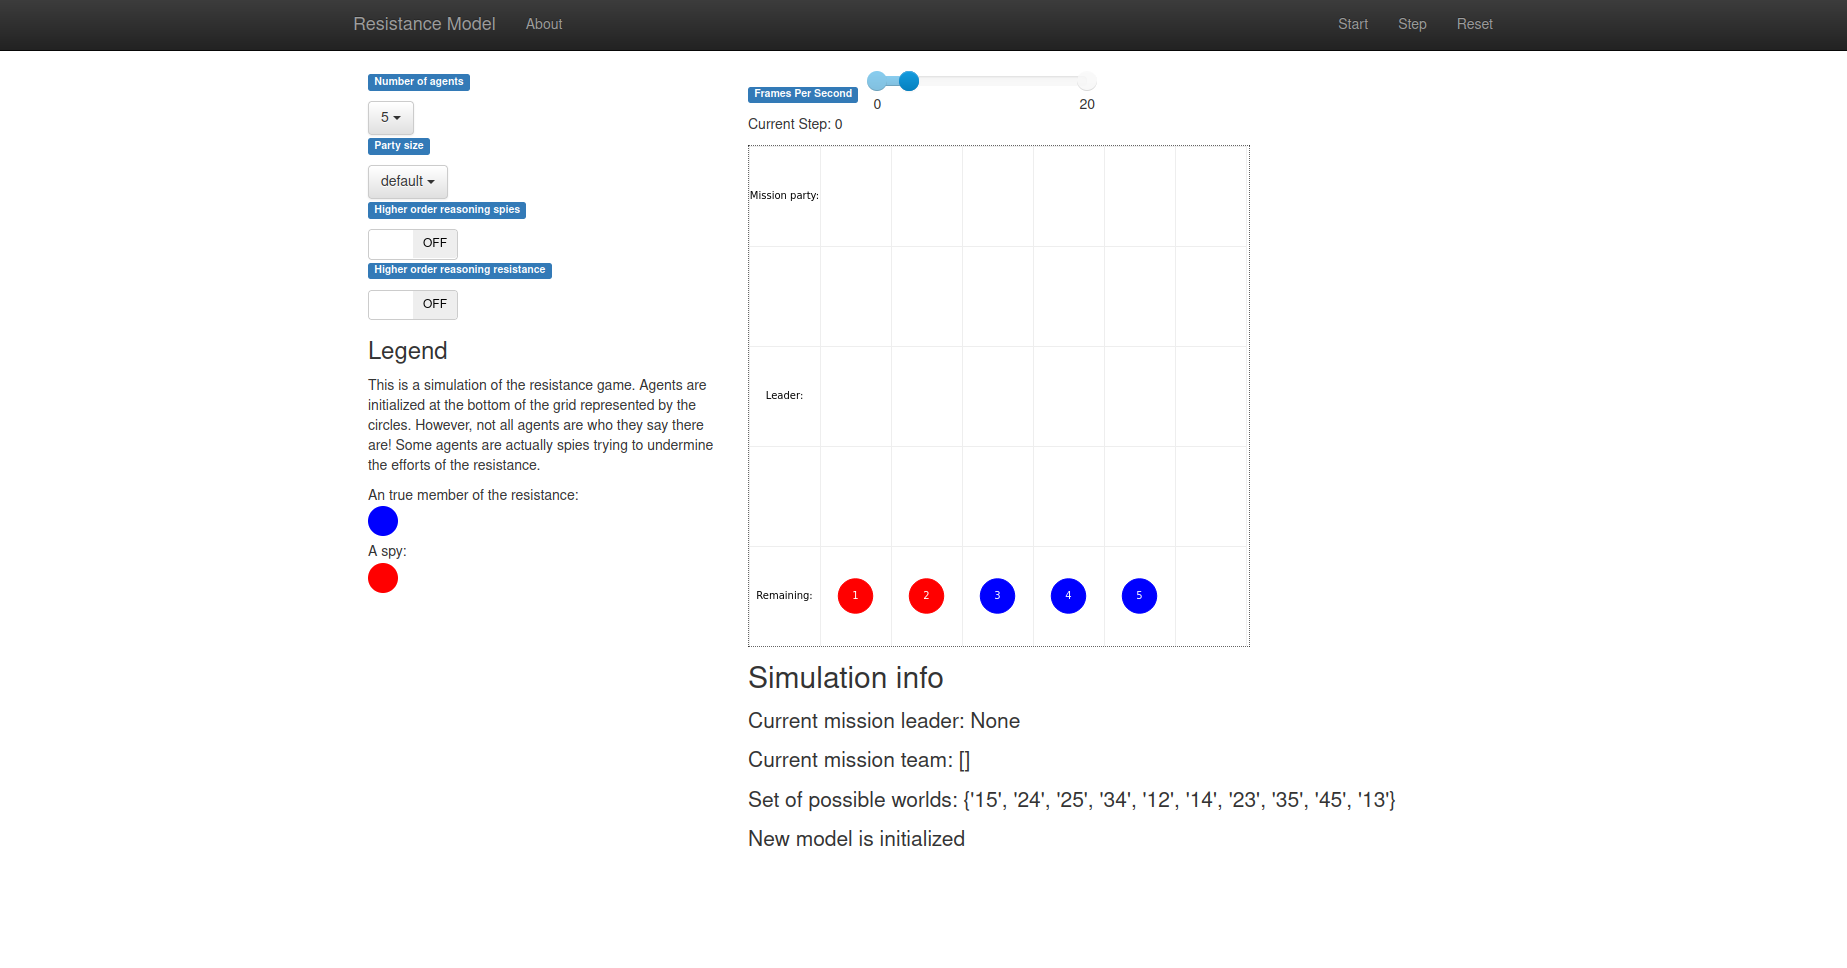 Resistance Model About Start Step Reset
Number of agents
5
Party size
default
Higher order reasoning spies
OFF
Higher order reasoning resistance
OFF
Legend
This is a simulation of the resistance game. Agents are
initialized at the bottom of the grid represented by the
circles. However, not all agents are who they say there
are! Some agents are actually spies trying to undermine
the efforts of the resistance.
An true member of the resistance:
A spy:
Frames Per Second
0 20
Current Step: 0
Mission party:
Leader:
Remaining: 1 2 3 4 5
Simulation info
Current mission leader: None
Current mission team: []
Set of possible worlds: {'15', '24', '25', '34', '12', '14', '23', '35', '45', '13'}
New model is initialized